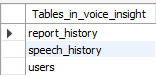 Tables_in_voice_insight
report_history
speech_history
users